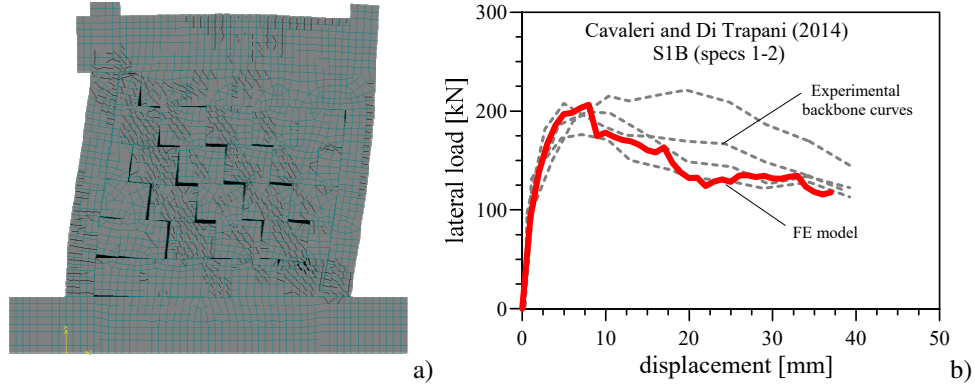 300
200
100
0
lateral load [kN]
Cavaleri and Di Trapani (2014)
S1B (specs 1-2)
Experimental
backbone curves
FE model
0 10 20 30 40 50
displacement [mm]
a)
b)